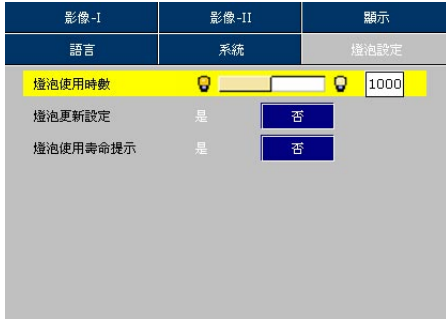 影像-I 影像-II 顯示
語言 系統 燈泡設定
燈泡使用時數 1000
燈泡更新設定 是 否
燈泡使用壽命提示 是 否